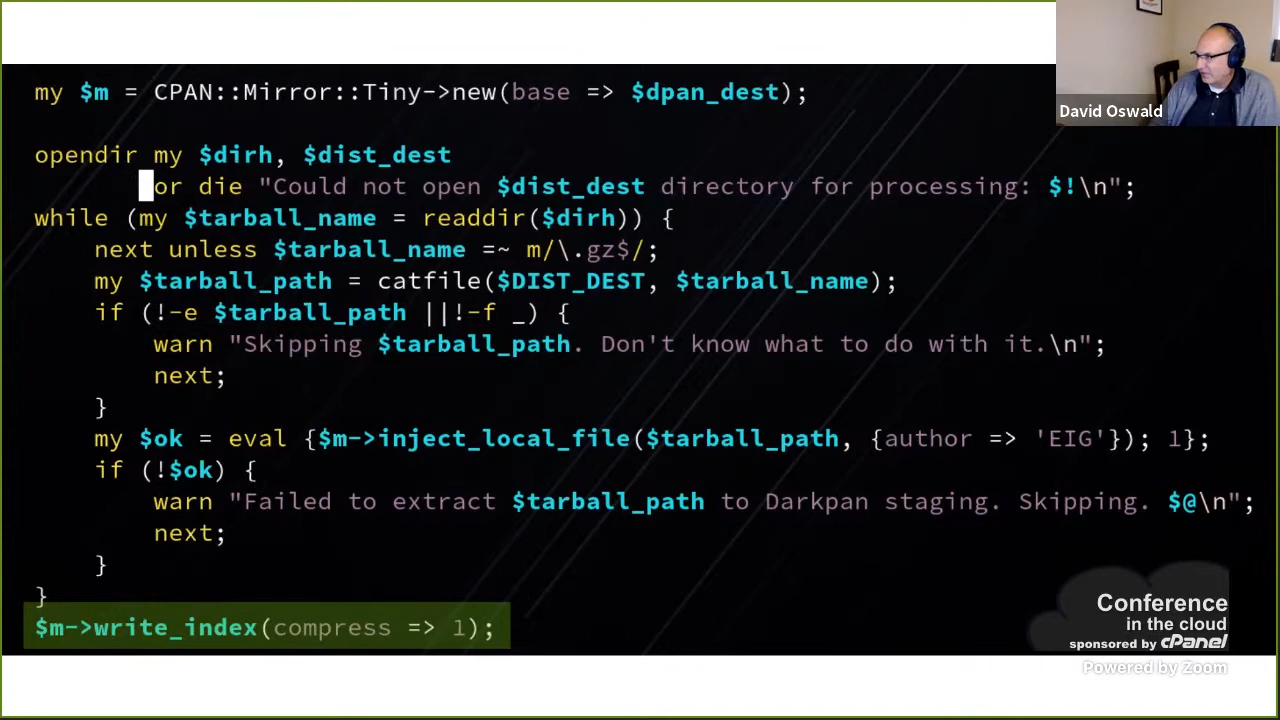 my $m = CPAN::Mirror::Tiny->new(base => $dpan_dest);
opendir my $dirh, $dist_dest
or die "Could not open $dist_dest directory for processing: $!\n";
while (my $tarball_name = readdir($dirh)) {
next unless $tarball_name =~ m/\.gz$/;
my $tarball_path = catfile($DIST_DEST, $tarball_name);
if (!-e $tarball_path ||!-f _) {
warn "Skipping $tarball_path. Don't know what to do with it.\n";
next;
}
my $ok = eval {$m->inject_local_file($tarball_path, {author => 'EIG'}); 1};
if (!$ok) {
warn "Failed to extract $tarball_path to Darkpan staging. Skipping. $@\n";
next;
}
}
$m->write_index(compress => 1);
David Oswald
Conference
in the cloud
sponsored by cPanel
Powered by Zoom